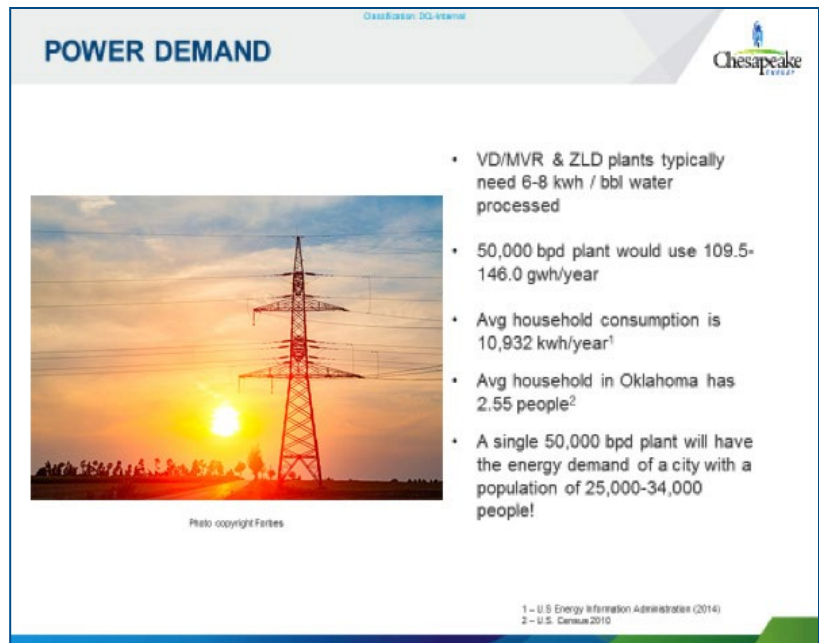 Classification: DCL-Internal
POWER DEMAND
Chesapeake
ENERGY
• VD/MVR & ZLD plants typically
need 6-8 kwh / bbl water
processed
• 50,000 bpd plant would use 109.5-
146.0 gwh/year
• Avg household consumption is
10,932 kwh/year¹
• Avg household in Oklahoma has
2.55 people²
• A single 50,000 bpd plant will have
the energy demand of a city with a
population of 25,000-34,000
people!
Photo copyright Forbes
1 – U.S Energy Information Administration (2014)
2 – U.S. Census 2010